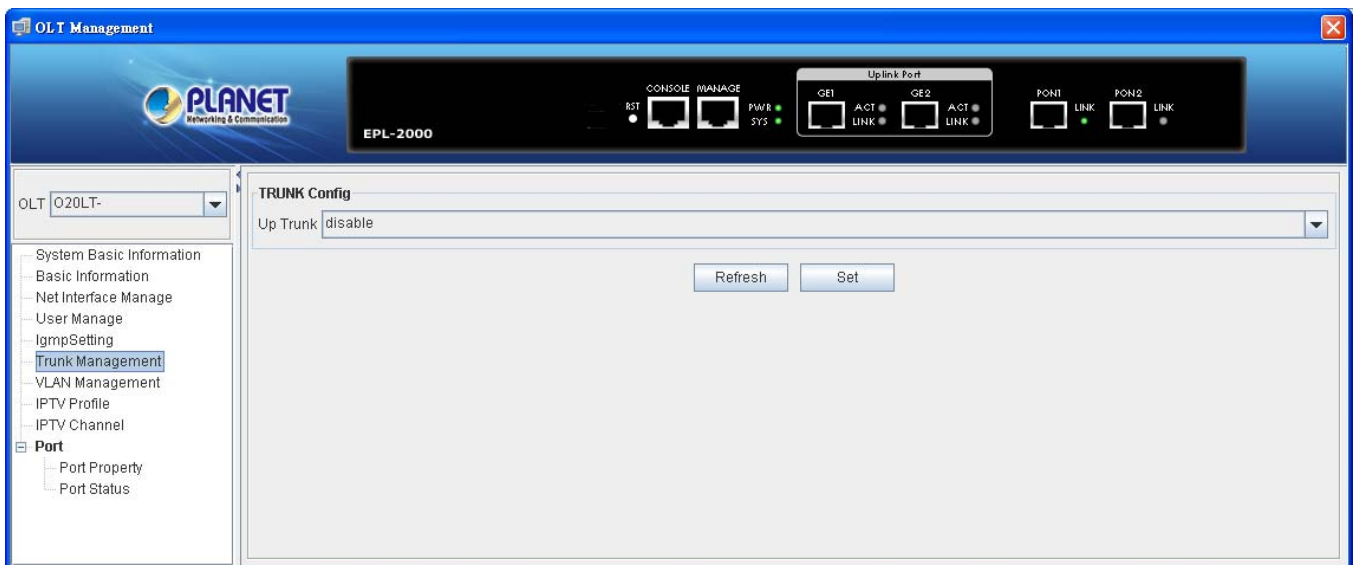 OLT Management
PLANET
Networking & Communication
EPL-2000
RST
CONSOLE MANAGE
PWR
SYS
Uplink Port
GE1
ACT
LINK
GE2
ACT
LINK
PON1
LINK
PON2
LINK
OLT O20LT-
System Basic Information
Basic Information
Net Interface Manage
User Manage
IgmpSetting
Trunk Management
VLAN Management
IPTV Profile
IPTV Channel
Port
Port Property
Port Status
TRUNK Config
Up Trunk disable
Refresh Set